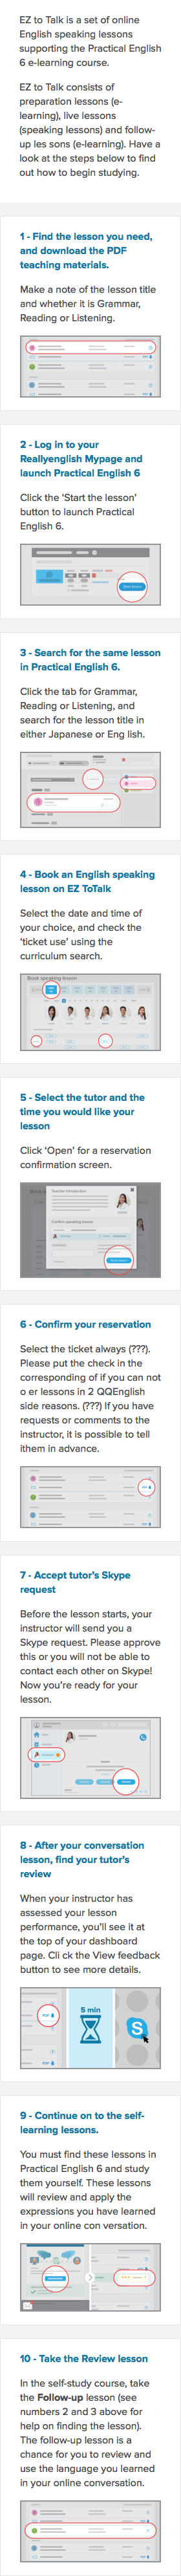 EZ to Talk is a set of online
English speaking lessons
supporting the Practical English
6 e-learning course.
EZ to Talk consists of
preparation lessons (e-
learning), live lessons
(speaking lessons) and follow-
up les sons (e-learning). Have a
look at the steps below to find
out how to begin studying.
1 - Find the lesson you need,
and download the PDF
teaching materials.
Make a note of the lesson title
and whether it is Grammar,
Reading or Listening.
2 - Log in to your
Reallyenglish Mypage and
launch Practical English 6
Click the 'Start the lesson'
button to launch Practical
English 6.
3 - Search for the same lesson
in Practical English 6.
Click the tab for Grammar,
Reading or Listening, and
search for the lesson title in
either Japanese or Eng lish.
4 - Book an English speaking
lesson on EZ ToTalk
Select the date and time of
your choice, and check the
'ticket use' using the
curriculum search.
Book speaking lesson
5 - Select the tutor and the
time you would like your
lesson
Click 'Open' for a reservation
confirmation screen.
Teacher introduction
Confirm speaking lesson
6 - Confirm your reservation
Select the ticket always (???).
Please put the check in the
corresponding of if you can not
o er lessons in 2 QQEnglish
side reasons. (???) If you have
requests or comments to the
instructor, it is possible to tell
ithem in advance.
7 - Accept tutor's Skype
request
Before the lesson starts, your
instructor will send you a
Skype request. Please approve
this or you will not be able to
contact each other on Skype!
Now you're ready for your
lesson.
8 - After your conversation
lesson, find your tutor's
review
When your instructor has
assessed your lesson
performance, you'll see it at
the top of your dashboard
page. Cli ck the View feedback
button to see more details.
PDF
5 min
9 - Continue on to the self-
learning lessons.
You must find these lessons in
Practical English 6 and study
them yourself. These lessons
will review and apply the
expressions you have learned
in your online con versation.
10 - Take the Review lesson
In the self-study course, take
the Follow-up lesson (see
numbers 2 and 3 above for
help on finding the lesson).
The follow-up lesson is a
chance for you to review and
use the language you learned
in your online conversation.